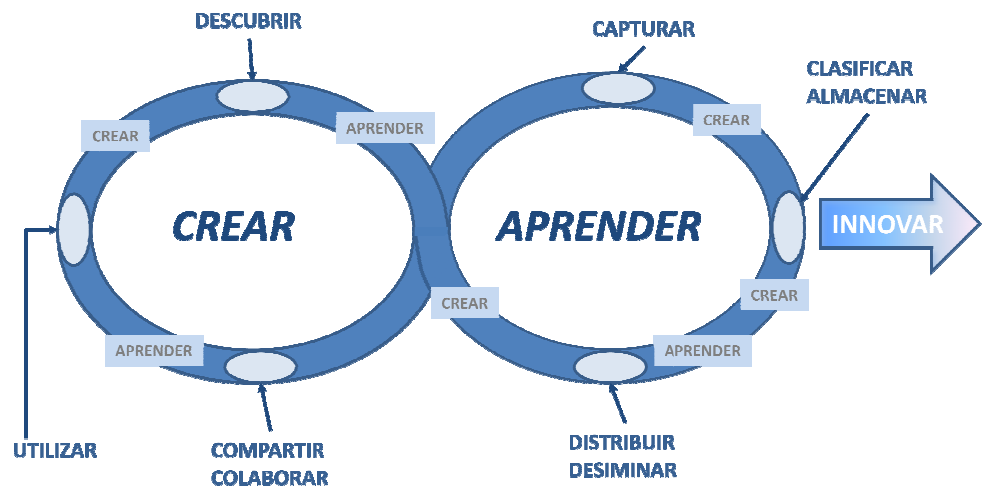 DESCUBRIR
CAPTURAR
CLASIFICAR
ALMACENAR
CREAR
APRENDER
CREAR
CREAR
APRENDER
INNOVAR
CREAR
CREAR
APRENDER
APRENDER
UTILIZAR
COMPARTIR
COLABORAR
DISTRIBUIR
DESIMINAR